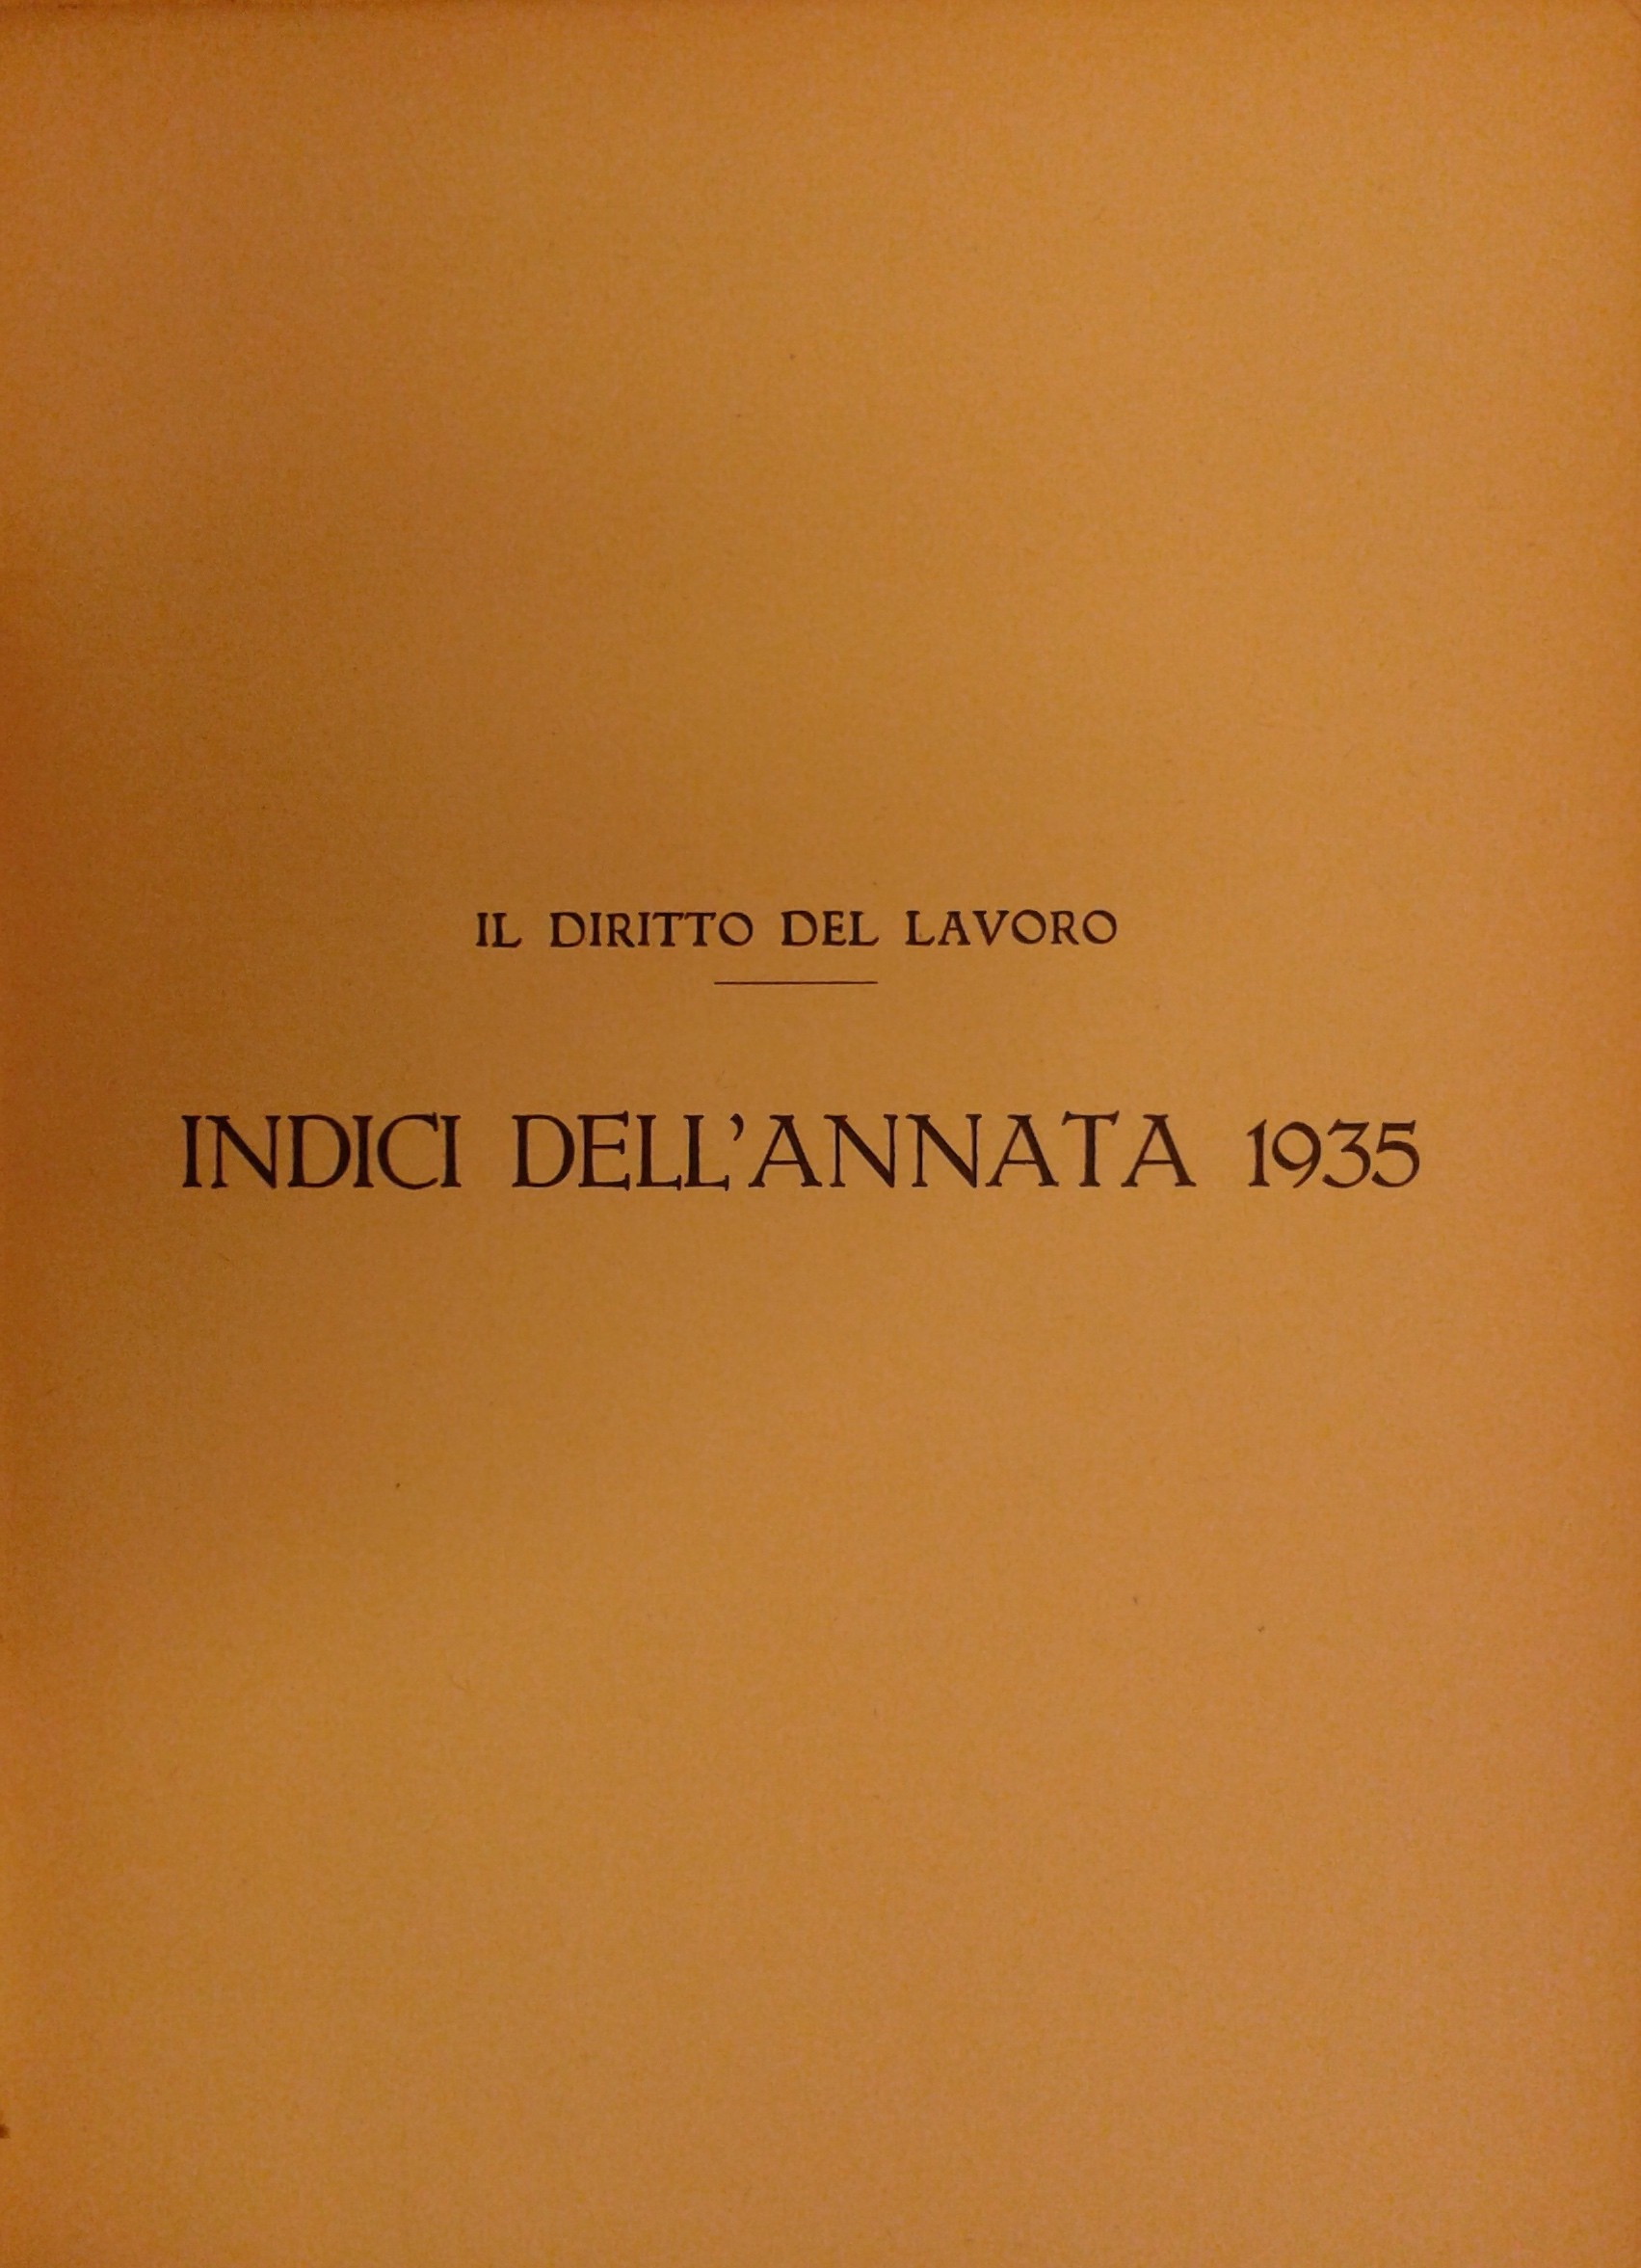 IL DIRITTO DEL LAVORO
INDICI DELL'ANNATA 1935